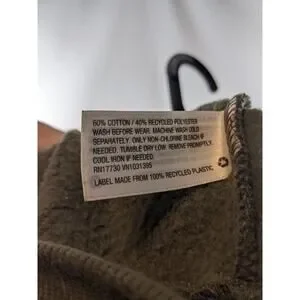 60% COTTON / 40% RECYCLED POLYESTER
WASH BEFORE WEAR. MACHINE WASH COLD
SEPARATELY. ONLY NON-CHLORINE BLEACH IF
NEEDED. TUMBLE DRY LOW. REMOVE PROMPTLY.
COOL IRON IF NEEDED.
RN17730 VN1031395
LABEL MADE FROM 100% RECYCLED PLASTIC